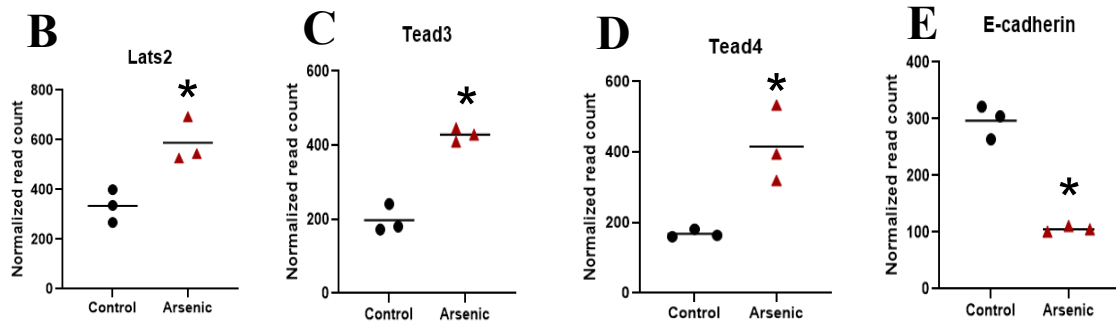 B
Lats2
Normalized read count
800
600
400
200
0
Control Arsenic
*
C
Tead3
Normalized read count
600
400
200
0
Control Arsenic
*
D
Tead4
Normalized read count
600
400
200
0
Control Arsenic
*
E
E-cadherin
Normalized read count
400
300
200
100
0
Control Arsenic
*